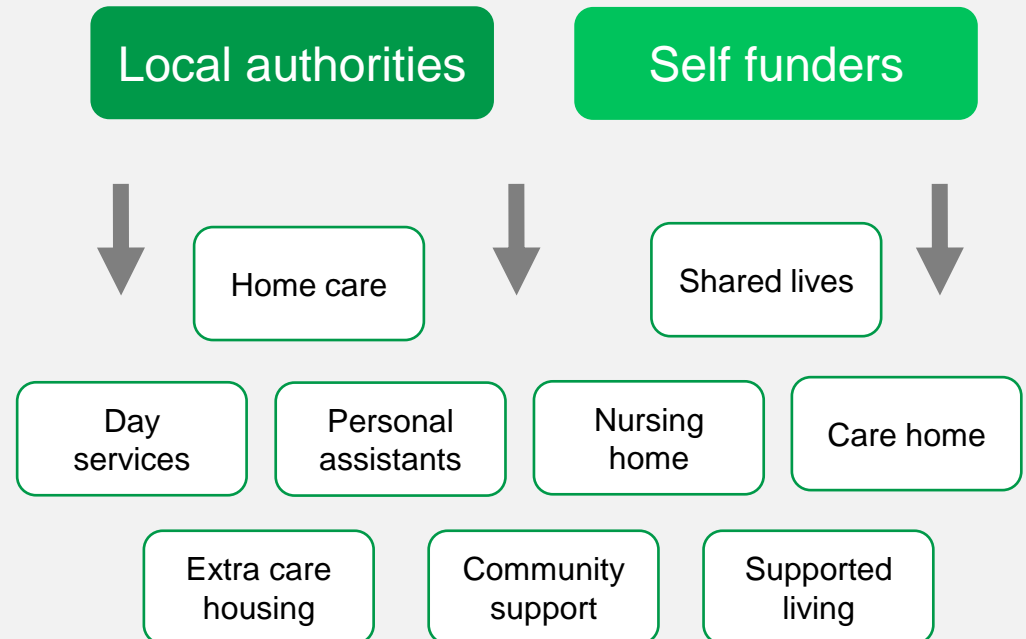 Local authorities
Self funders
Home care
Shared lives
Day
services
Personal
assistants
Nursing
home
Care home
Extra care
housing
Community
support
Supported
living